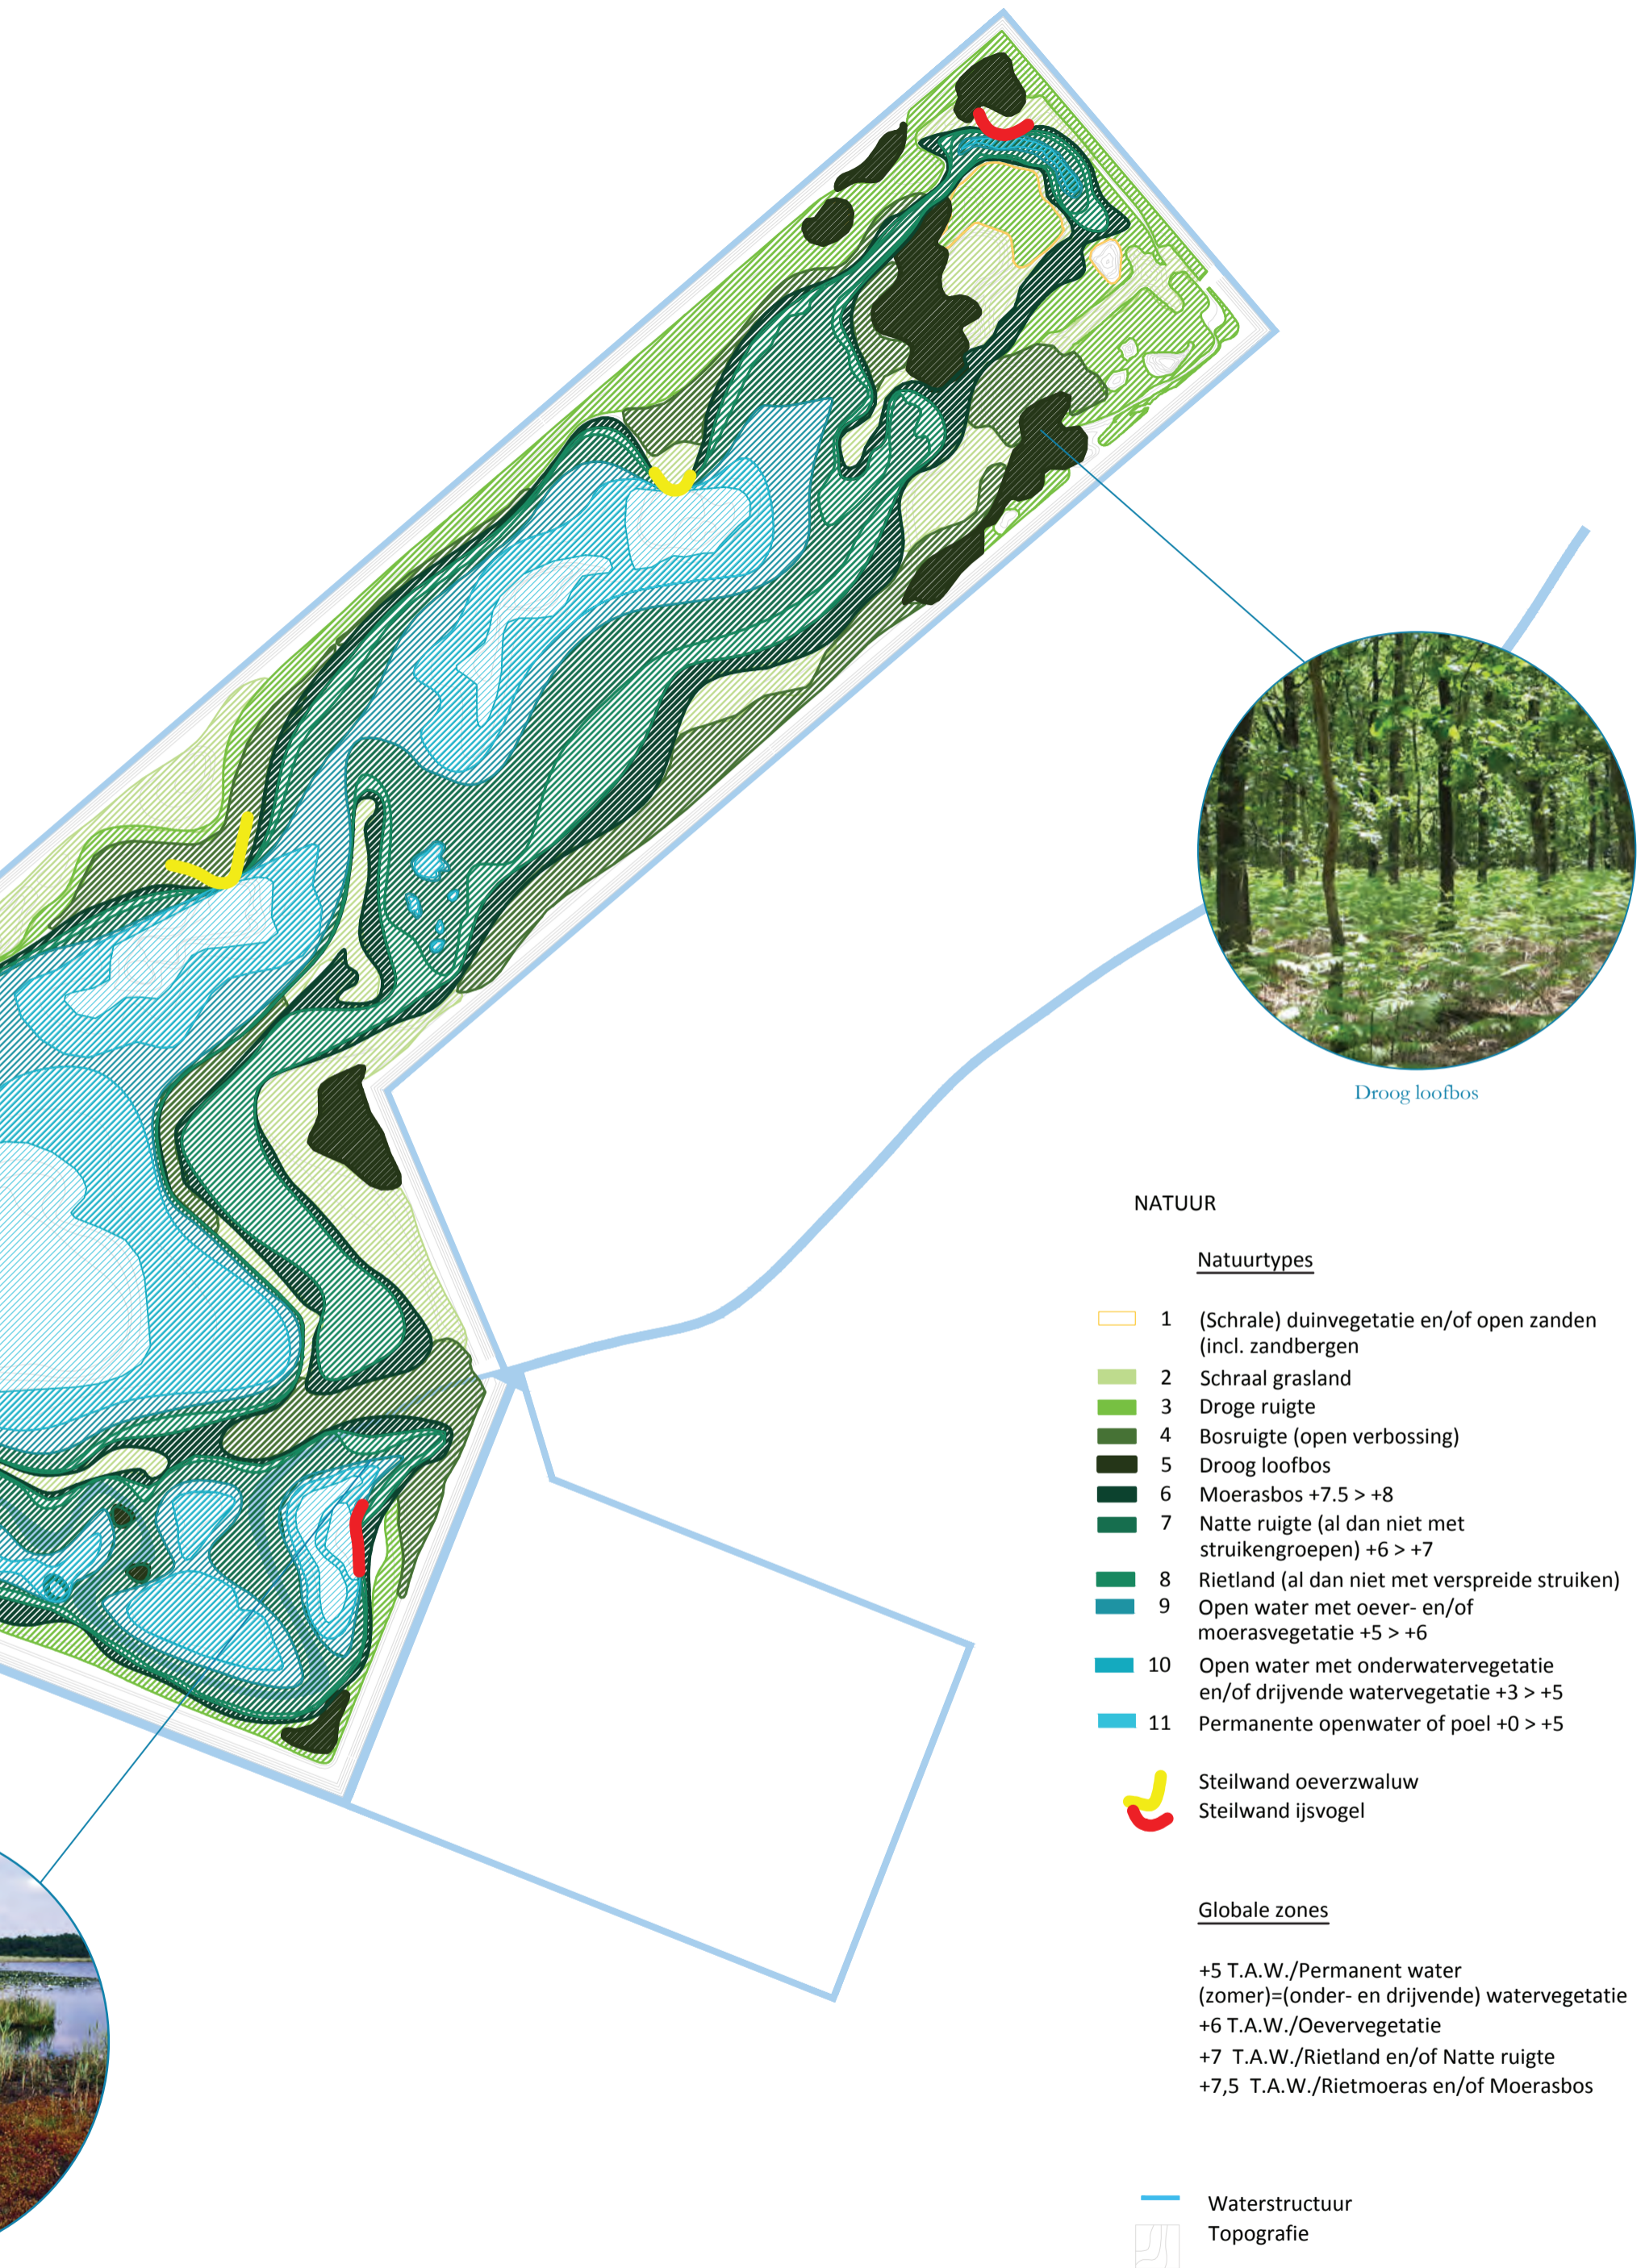 Droog loofbos
NATUUR
Natuurtypes
1 (Schrale) duinvegetatie en/of open zanden
(incl. zandbergen
2 Schraal grasland
3 Droge ruigte
4 Bosruigte (open verbossing)
5 Droog loofbos
6 Moerasbos +7.5 > +8
7 Natte ruigte (al dan niet met
struikengroepen) +6 > +7
8 Rietland (al dan niet met verspreide struiken)
9 Open water met oever- en/of
moerasvegetatie +5 > +6
10 Open water met onderwatervegetatie
en/of drijvende watervegetatie +3 > +5
11 Permanente openwater of poel +0 > +5
Steilwand oeverzwaluw
Steilwand ijsvogel
Globale zones
+5 T.A.W./Permanent water
(zomer)=(onder- en drijvende) watervegetatie
+6 T.A.W./Oevervegetatie
+7 T.A.W./Rietland en/of Natte ruigte
+7,5 T.A.W./Rietmoeras en/of Moerasbos
Waterstructuur
Topografie